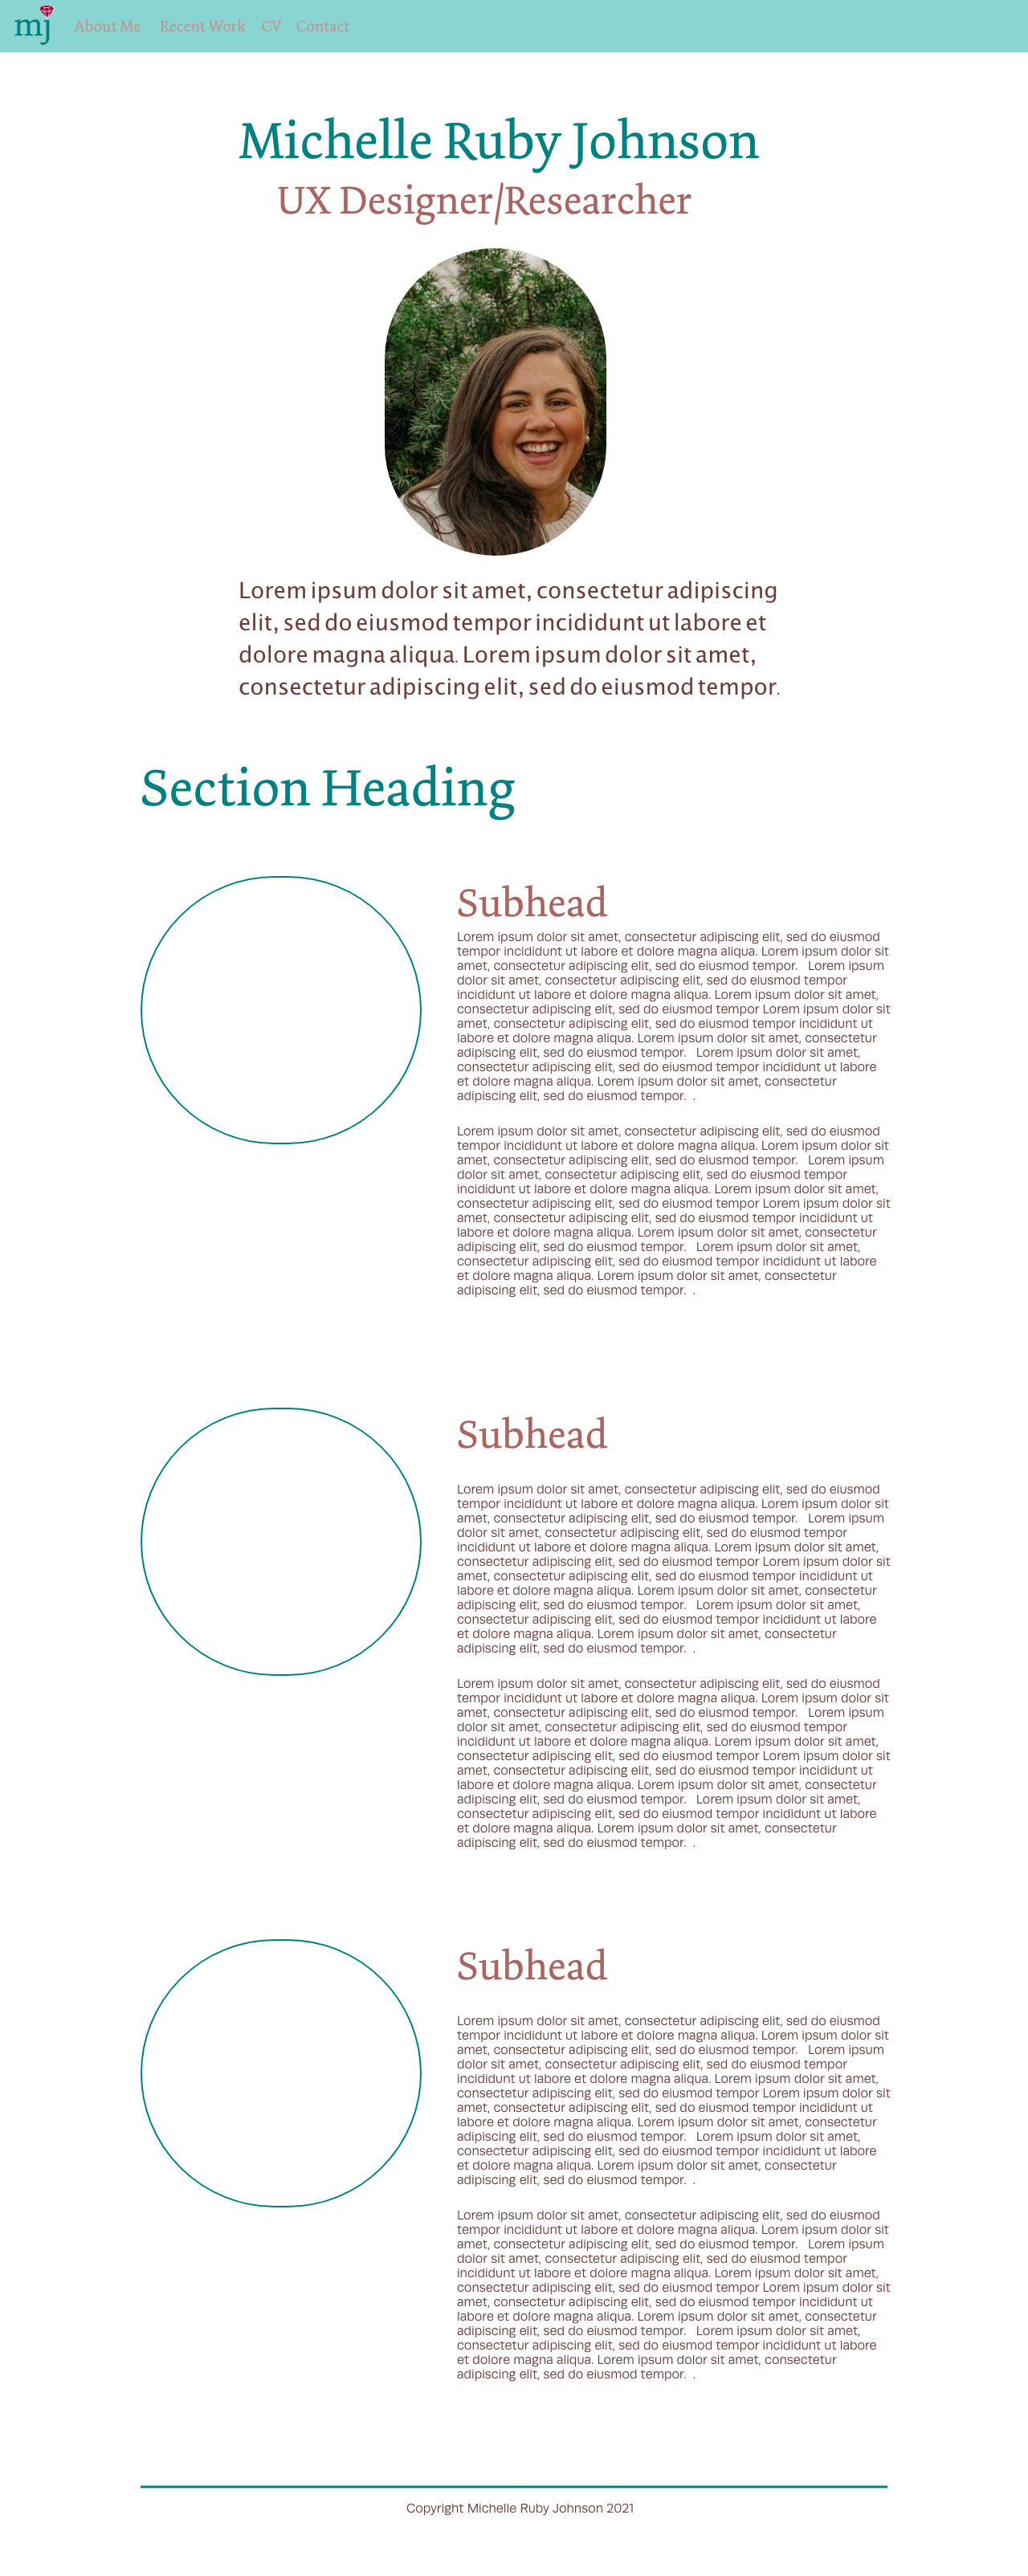 mj About Me Recent Work CV Contact
Michelle Ruby Johnson
UX Designer/Researcher
Lorem ipsum dolor sit amet, consectetur adipiscing
elit, sed do eiusmod tempor incididunt ut labore et
dolore magna aliqua. Lorem ipsum dolor sit amet,
consectetur adipiscing elit, sed do eiusmod tempor.
Section Heading
Subhead
Lorem ipsum dolor sit amet, consectetur adipiscing elit, sed do eiusmod
tempor incididunt ut labore et dolore magna aliqua. Lorem ipsum dolor sit
amet, consectetur adipiscing elit, sed do eiusmod tempor.   Lorem ipsum
dolor sit amet, consectetur adipiscing elit, sed do eiusmod tempor
incididunt ut labore et dolore magna aliqua. Lorem ipsum dolor sit amet,
consectetur adipiscing elit, sed do eiusmod tempor Lorem ipsum dolor sit
amet, consectetur adipiscing elit, sed do eiusmod tempor incididunt ut
labore et dolore magna aliqua. Lorem ipsum dolor sit amet, consectetur
adipiscing elit, sed do eiusmod tempor.   Lorem ipsum dolor sit amet,
consectetur adipiscing elit, sed do eiusmod tempor incididunt ut labore
et dolore magna aliqua. Lorem ipsum dolor sit amet, consectetur
adipiscing elit, sed do eiusmod tempor.  .
Lorem ipsum dolor sit amet, consectetur adipiscing elit, sed do eiusmod
tempor incididunt ut labore et dolore magna aliqua. Lorem ipsum dolor sit
amet, consectetur adipiscing elit, sed do eiusmod tempor.   Lorem ipsum
dolor sit amet, consectetur adipiscing elit, sed do eiusmod tempor
incididunt ut labore et dolore magna aliqua. Lorem ipsum dolor sit amet,
consectetur adipiscing elit, sed do eiusmod tempor Lorem ipsum dolor sit
amet, consectetur adipiscing elit, sed do eiusmod tempor incididunt ut
labore et dolore magna aliqua. Lorem ipsum dolor sit amet, consectetur
adipiscing elit, sed do eiusmod tempor.   Lorem ipsum dolor sit amet,
consectetur adipiscing elit, sed do eiusmod tempor incididunt ut labore
et dolore magna aliqua. Lorem ipsum dolor sit amet, consectetur
adipiscing elit, sed do eiusmod tempor.  .
Subhead
Lorem ipsum dolor sit amet, consectetur adipiscing elit, sed do eiusmod
tempor incididunt ut labore et dolore magna aliqua. Lorem ipsum dolor sit
amet, consectetur adipiscing elit, sed do eiusmod tempor.   Lorem ipsum
dolor sit amet, consectetur adipiscing elit, sed do eiusmod tempor
incididunt ut labore et dolore magna aliqua. Lorem ipsum dolor sit amet,
consectetur adipiscing elit, sed do eiusmod tempor Lorem ipsum dolor sit
amet, consectetur adipiscing elit, sed do eiusmod tempor incididunt ut
labore et dolore magna aliqua. Lorem ipsum dolor sit amet, consectetur
adipiscing elit, sed do eiusmod tempor.   Lorem ipsum dolor sit amet,
consectetur adipiscing elit, sed do eiusmod tempor incididunt ut labore
et dolore magna aliqua. Lorem ipsum dolor sit amet, consectetur
adipiscing elit, sed do eiusmod tempor.  .
Lorem ipsum dolor sit amet, consectetur adipiscing elit, sed do eiusmod
tempor incididunt ut labore et dolore magna aliqua. Lorem ipsum dolor sit
amet, consectetur adipiscing elit, sed do eiusmod tempor.   Lorem ipsum
dolor sit amet, consectetur adipiscing elit, sed do eiusmod tempor
incididunt ut labore et dolore magna aliqua. Lorem ipsum dolor sit amet,
consectetur adipiscing elit, sed do eiusmod tempor Lorem ipsum dolor sit
amet, consectetur adipiscing elit, sed do eiusmod tempor incididunt ut
labore et dolore magna aliqua. Lorem ipsum dolor sit amet, consectetur
adipiscing elit, sed do eiusmod tempor.   Lorem ipsum dolor sit amet,
consectetur adipiscing elit, sed do eiusmod tempor incididunt ut labore
et dolore magna aliqua. Lorem ipsum dolor sit amet, consectetur
adipiscing elit, sed do eiusmod tempor.  .
Subhead
Lorem ipsum dolor sit amet, consectetur adipiscing elit, sed do eiusmod
tempor incididunt ut labore et dolore magna aliqua. Lorem ipsum dolor sit
amet, consectetur adipiscing elit, sed do eiusmod tempor.   Lorem ipsum
dolor sit amet, consectetur adipiscing elit, sed do eiusmod tempor
incididunt ut labore et dolore magna aliqua. Lorem ipsum dolor sit amet,
consectetur adipiscing elit, sed do eiusmod tempor Lorem ipsum dolor sit
amet, consectetur adipiscing elit, sed do eiusmod tempor incididunt ut
labore et dolore magna aliqua. Lorem ipsum dolor sit amet, consectetur
adipiscing elit, sed do eiusmod tempor.   Lorem ipsum dolor sit amet,
consectetur adipiscing elit, sed do eiusmod tempor incididunt ut labore
et dolore magna aliqua. Lorem ipsum dolor sit amet, consectetur
adipiscing elit, sed do eiusmod tempor.  .
Lorem ipsum dolor sit amet, consectetur adipiscing elit, sed do eiusmod
tempor incididunt ut labore et dolore magna aliqua. Lorem ipsum dolor sit
amet, consectetur adipiscing elit, sed do eiusmod tempor.   Lorem ipsum
dolor sit amet, consectetur adipiscing elit, sed do eiusmod tempor
incididunt ut labore et dolore magna aliqua. Lorem ipsum dolor sit amet,
consectetur adipiscing elit, sed do eiusmod tempor Lorem ipsum dolor sit
amet, consectetur adipiscing elit, sed do eiusmod tempor incididunt ut
labore et dolore magna aliqua. Lorem ipsum dolor sit amet, consectetur
adipiscing elit, sed do eiusmod tempor.   Lorem ipsum dolor sit amet,
consectetur adipiscing elit, sed do eiusmod tempor incididunt ut labore
et dolore magna aliqua. Lorem ipsum dolor sit amet, consectetur
adipiscing elit, sed do eiusmod tempor.  .
Copyright Michelle Ruby Johnson 2021